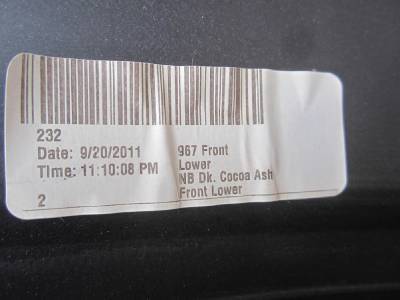 232
Date: 9/20/2011
Time: 11:10:08 PM
2
967 Front
Lower
NB Dk. Cocoa Ash
Front Lower